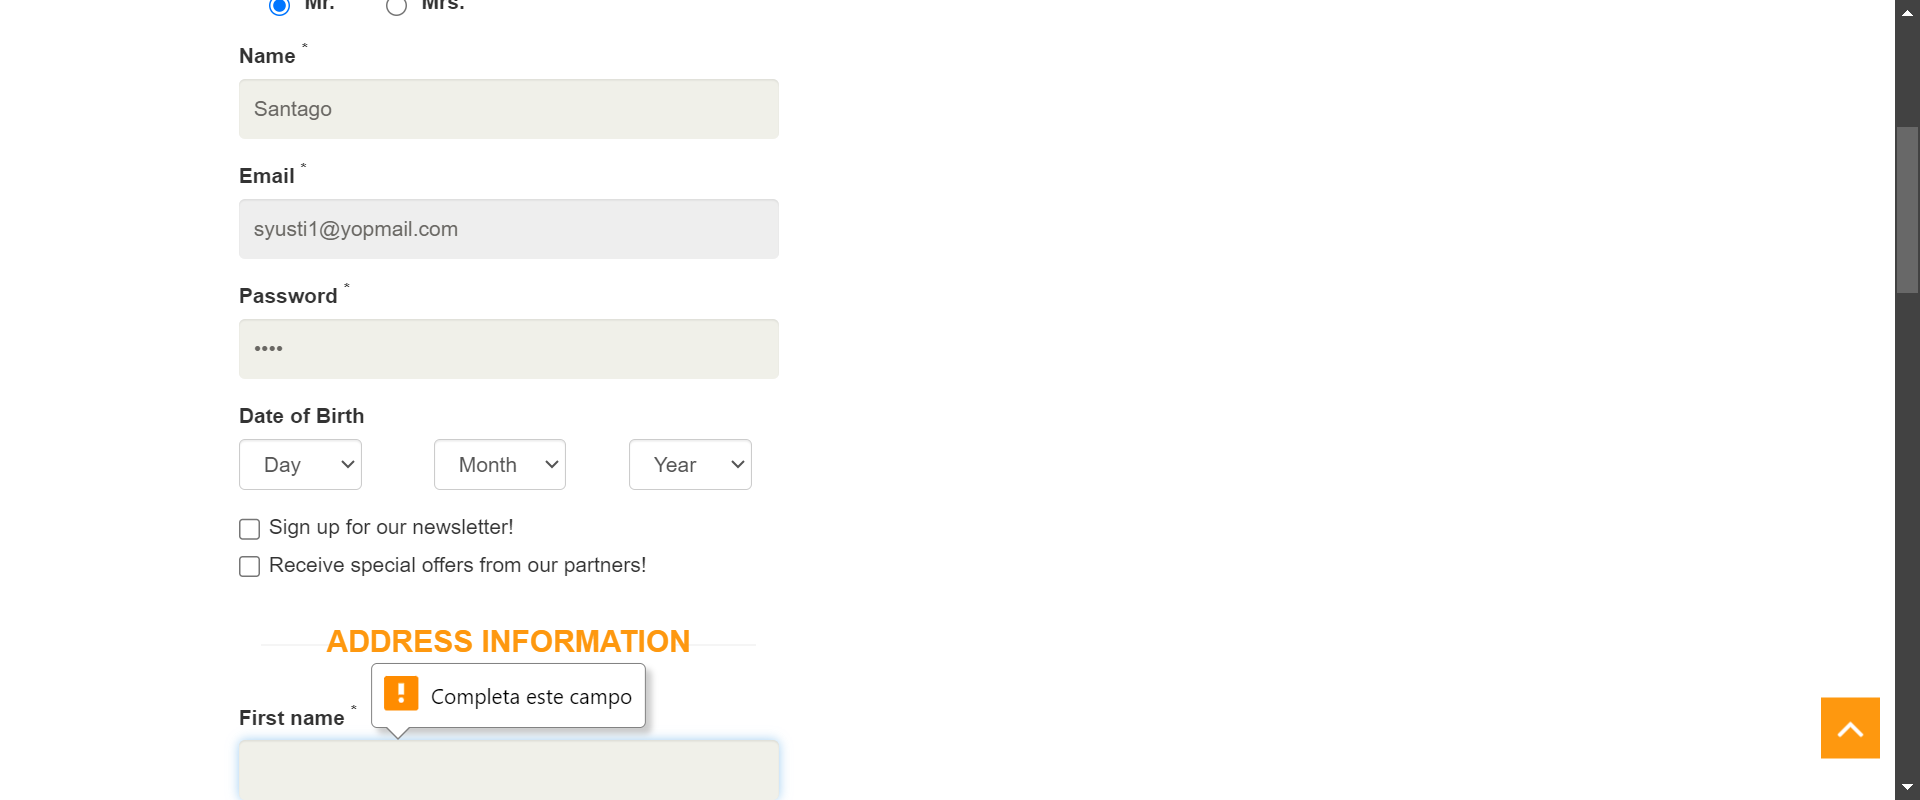 Mr. Mrs.
Name *
Santago
Email *
syusti1@yopmail.com
Password *
••••
Date of Birth
Day Month Year
Sign up for our newsletter!
Receive special offers from our partners!
ADDRESS INFORMATION
Completa este campo
First name *